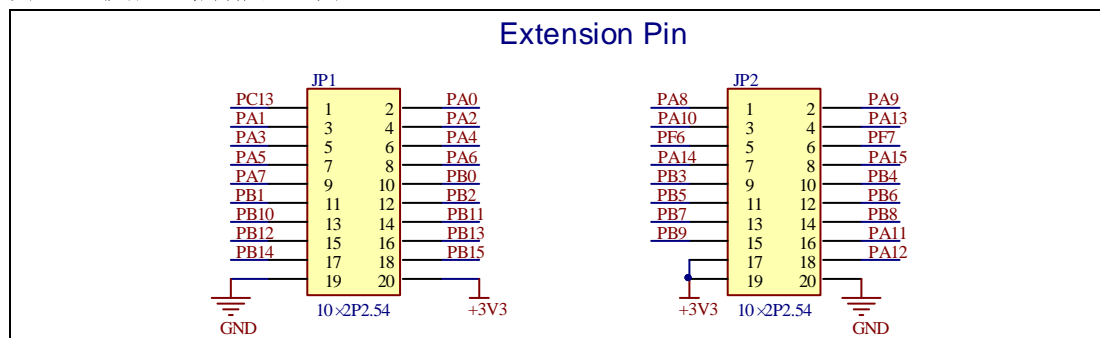 Extension Pin
JP1 JP2
PC13 1 2 PA0 PA8 1 2 PA9
PA1 3 4 PA2 PA10 3 4 PA13
PA3 5 6 PA4 PF6 5 6 PF7
PA5 7 8 PA6 PA14 7 8 PA15
PA7 9 10 PB0 PB3 9 10 PB4
PB1 11 12 PB2 PB5 11 12 PB6
PB10 13 14 PB11 PB7 13 14 PB8
PB12 15 16 PB13 PB9 15 16 PA11
PB14 17 18 PB15 17 18 PA12
19 20 19 20
GND 10×2P2.54 +3V3 +3V3 10×2P2.54 GND